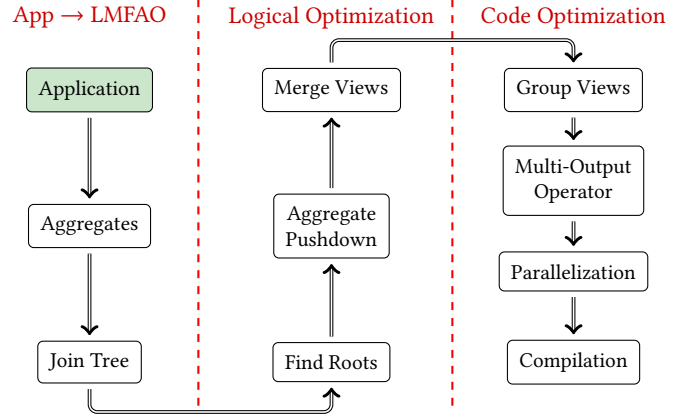 App → LMFAO
Application
Aggregates
Join Tree
Logical Optimization
Merge Views
Aggregate
Pushdown
Find Roots
Code Optimization
Group Views
Multi-Output
Operator
Parallelization
Compilation